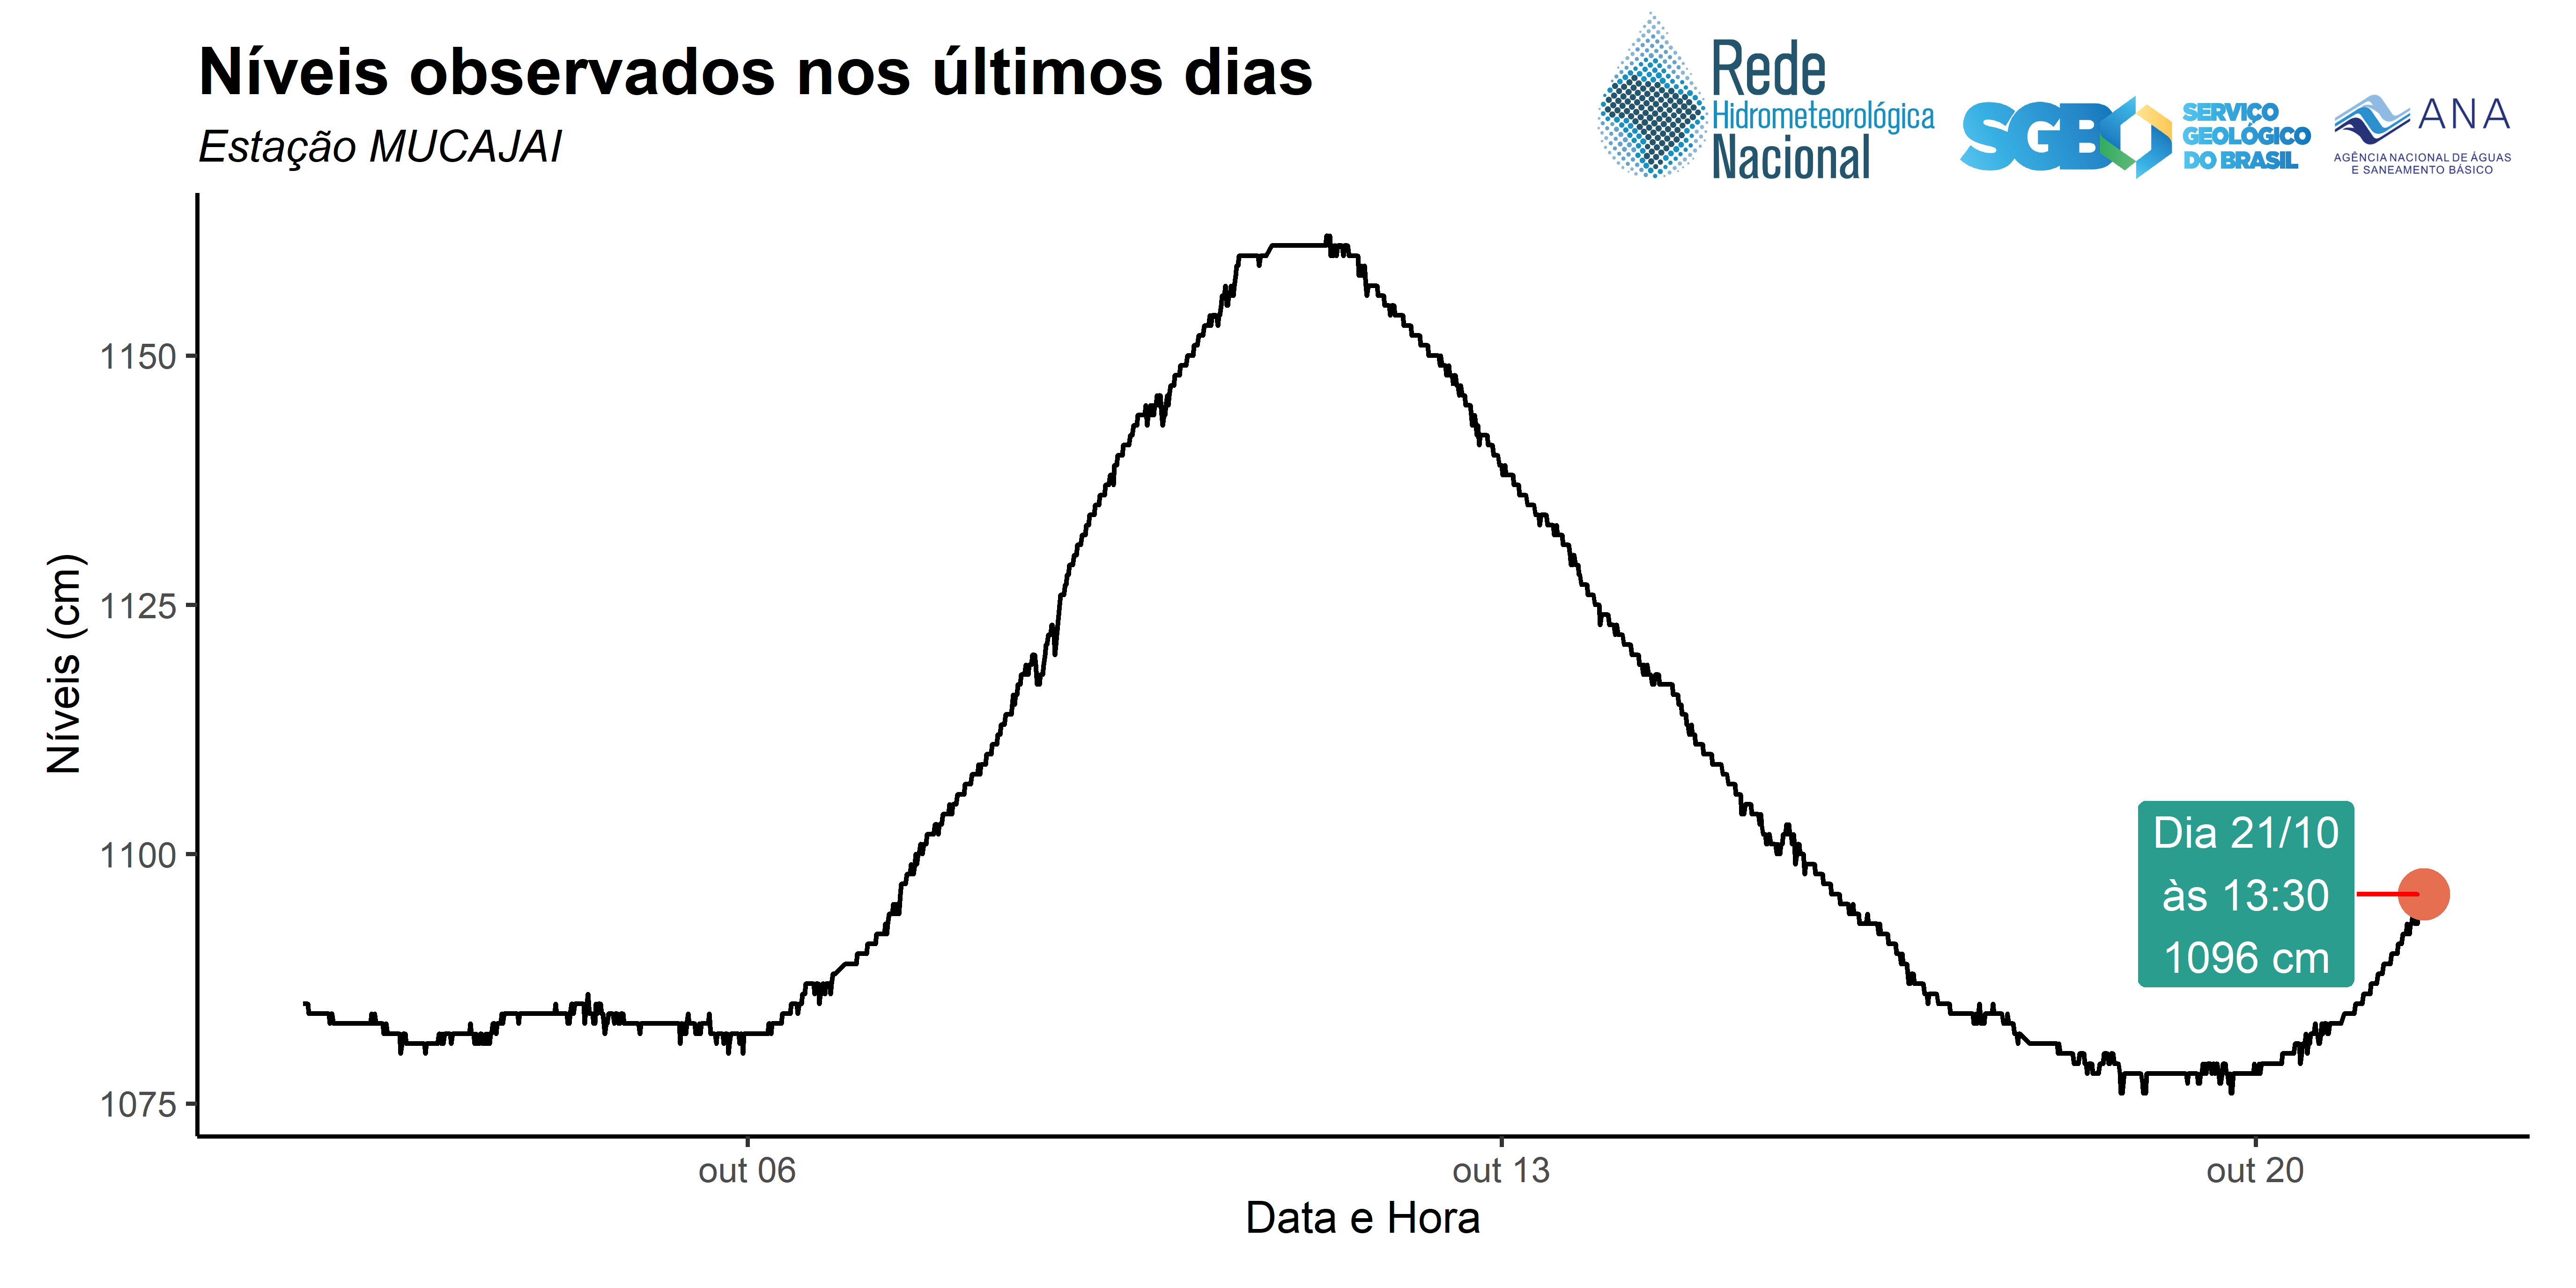 Níveis observados nos últimos dias
Estação MUCAJAI
Rede
Hidrometeorológica
Nacional
SGB
SERVIÇO
GEOLÓGICO
DO BRASIL
ANA
AGÊNCIA NACIONAL DE ÁGUAS
E SANEAMENTO BÁSICO
Níveis (cm)
1150
1125
1100
1075
Dia 21/10
às 13:30
1096 cm
out 06
out 13
out 20
Data e Hora